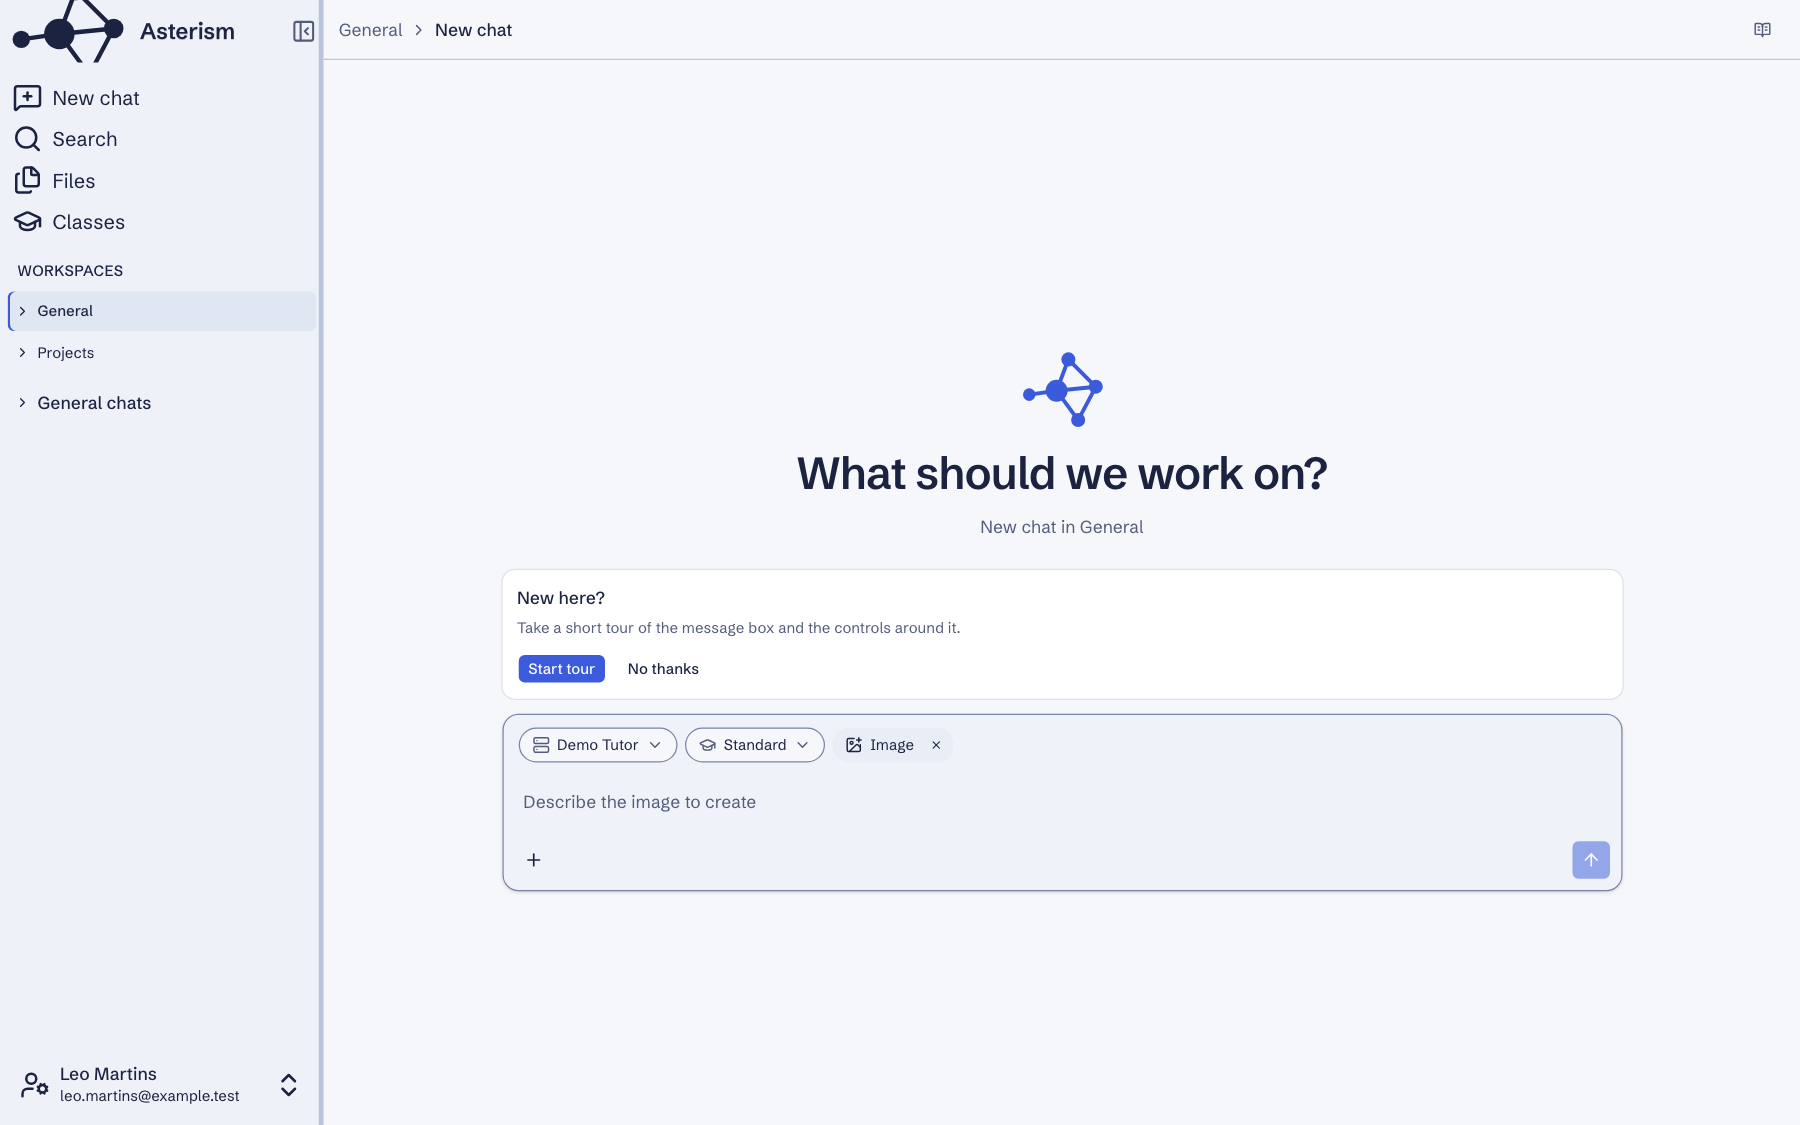 Asterism
New chat
Search
Files
Classes
WORKSPACES
General
Projects
General chats
Leo Martins
leo.martins@example.test
General > New chat
What should we work on?
New chat in General
New here?
Take a short tour of the message box and the controls around it.
Start tour No thanks
Demo Tutor Standard Image
Describe the image to create